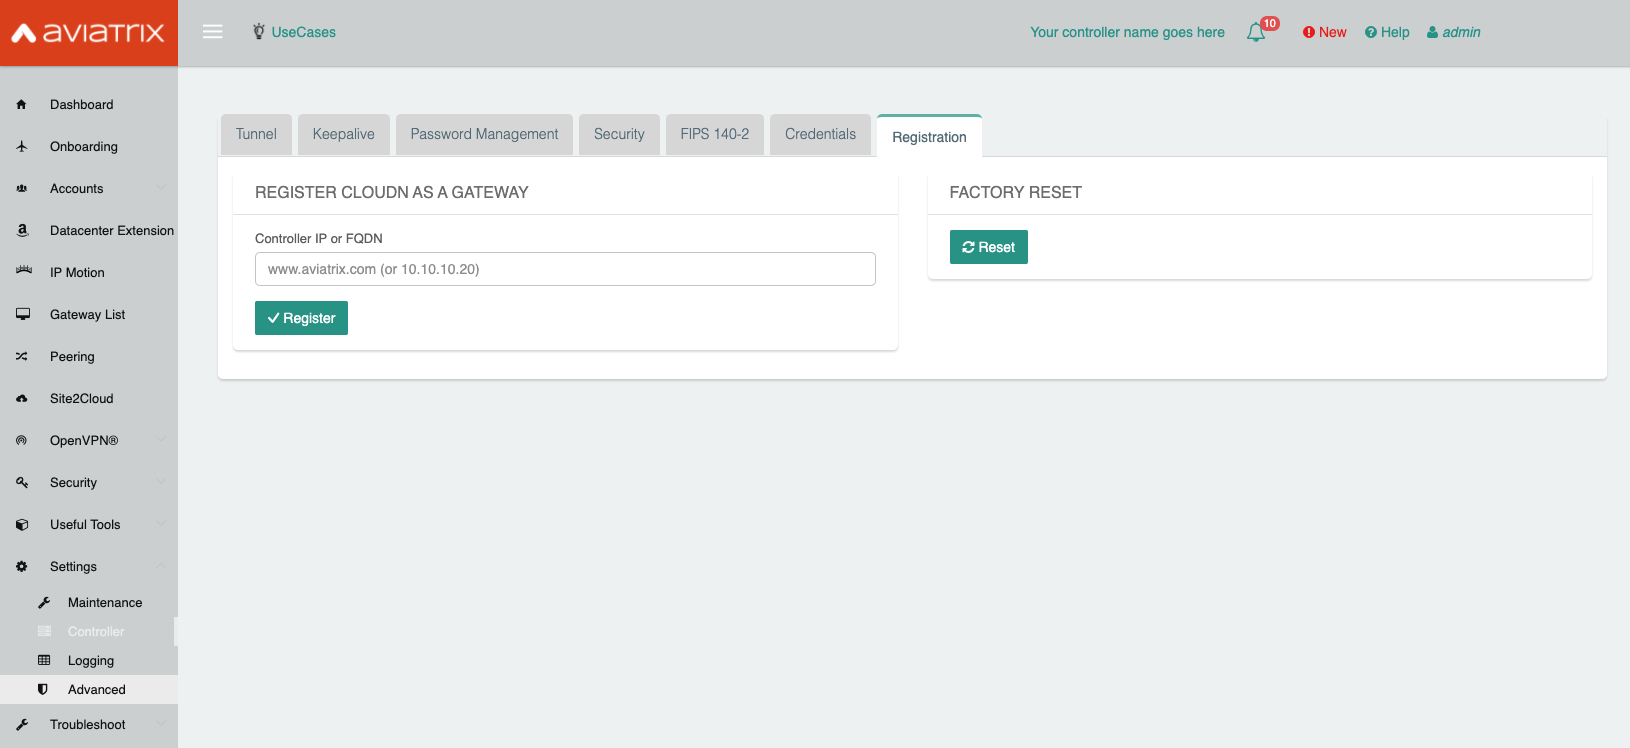 aviatrix
UseCases
Your controller name goes here
10
New
Help
admin
Dashboard
Onboarding
Accounts
Datacenter Extension
IP Motion
Gateway List
Peering
Site2Cloud
OpenVPN®
Security
Useful Tools
Settings
Maintenance
Controller
Logging
Advanced
Troubleshoot
Tunnel
Keepalive
Password Management
Security
FIPS 140-2
Credentials
Registration
REGISTER CLOUDN AS A GATEWAY
Controller IP or FQDN
www.aviatrix.com (or 10.10.10.20)
Register
FACTORY RESET
Reset